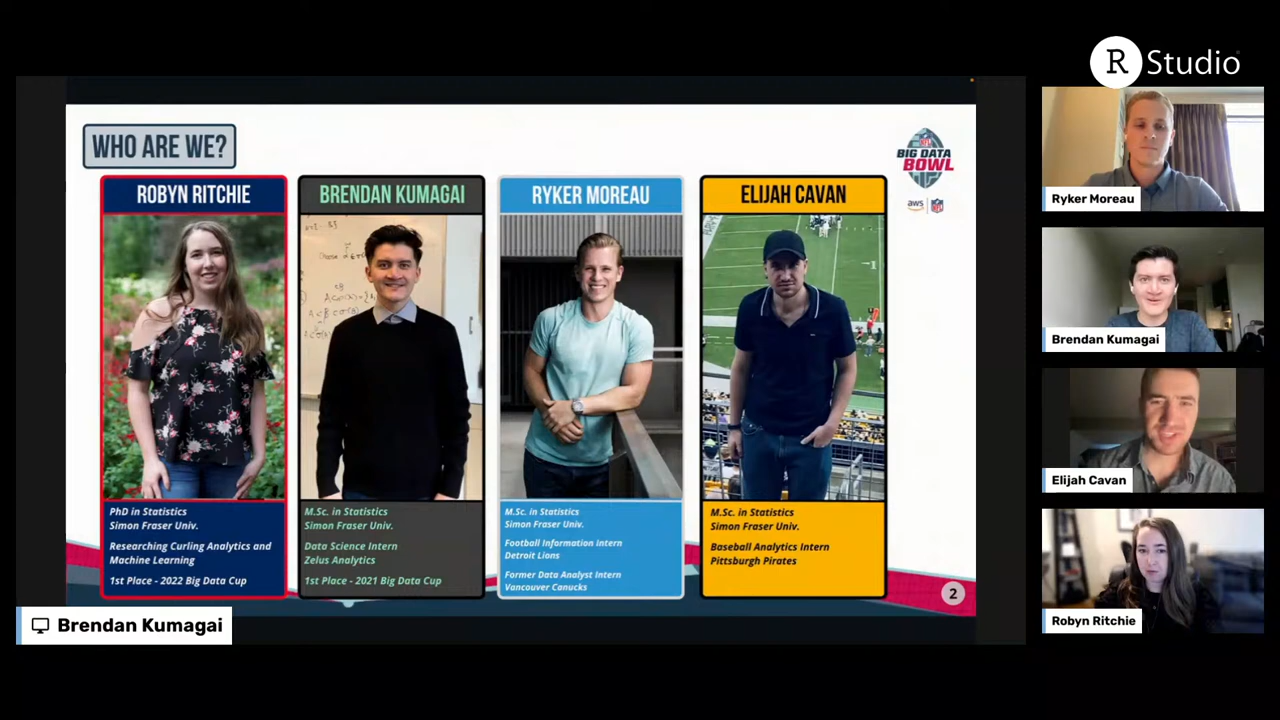 R Studio
WHO ARE WE?
NFL
BIG DATA
BOWL
aws
NFL
ROBYN RITCHIE
PhD in Statistics
Simon Fraser Univ.
Researching Curling Analytics and
Machine Learning
1st Place - 2022 Big Data Cup
BRENDAN KUMAGAI
M.Sc. in Statistics
Simon Fraser Univ.
Data Science Intern
Zelus Analytics
1st Place - 2021 Big Data Cup
RYKER MOREAU
M.Sc. in Statistics
Simon Fraser Univ.
Football Information Intern
Detroit Lions
Former Data Analyst Intern
Vancouver Canucks
ELIJAH CAVAN
M.Sc. in Statistics
Simon Fraser Univ.
Baseball Analytics Intern
Pittsburgh Pirates
2
Brendan Kumagai
Ryker Moreau
Brendan Kumagai
Elijah Cavan
Robyn Ritchie